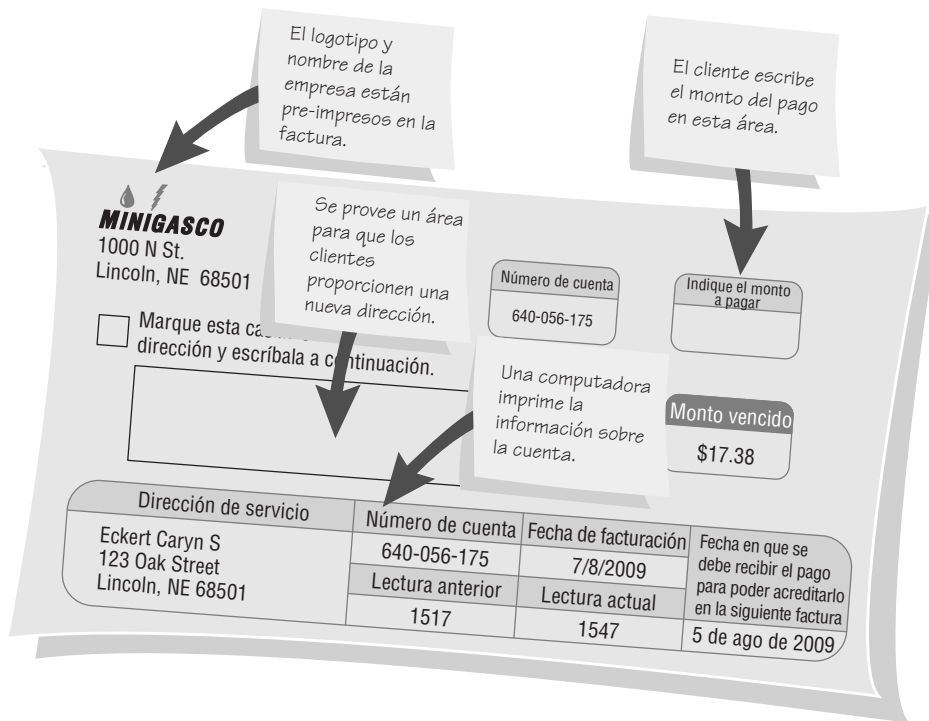 El logotipo y
nombre de la
empresa están
pre-impresos en la
factura.
El cliente escribe
el monto del pago
en esta área.
MINIGASCO
1000 N St.
Lincoln, NE 68501
Se provee un área
para que los
clientes
proporcionen una
nueva dirección.
Número de cuenta
640-056-175
Indique el monto
a pagar
Marque esta
dirección y escríbala a continuación.
Una computadora
imprime la
información sobre
la cuenta.
Monto vencido
$17.38
Dirección de servicio
Eckert Caryn S
123 Oak Street
Lincoln, NE 68501
Número de cuenta
640-056-175
Lectura anterior
1517
Fecha de facturación
7/8/2009
Lectura actual
1547
Fecha en que se
debe recibir el pago
para poder acreditarlo
en la siguiente factura
5 de ago de 2009